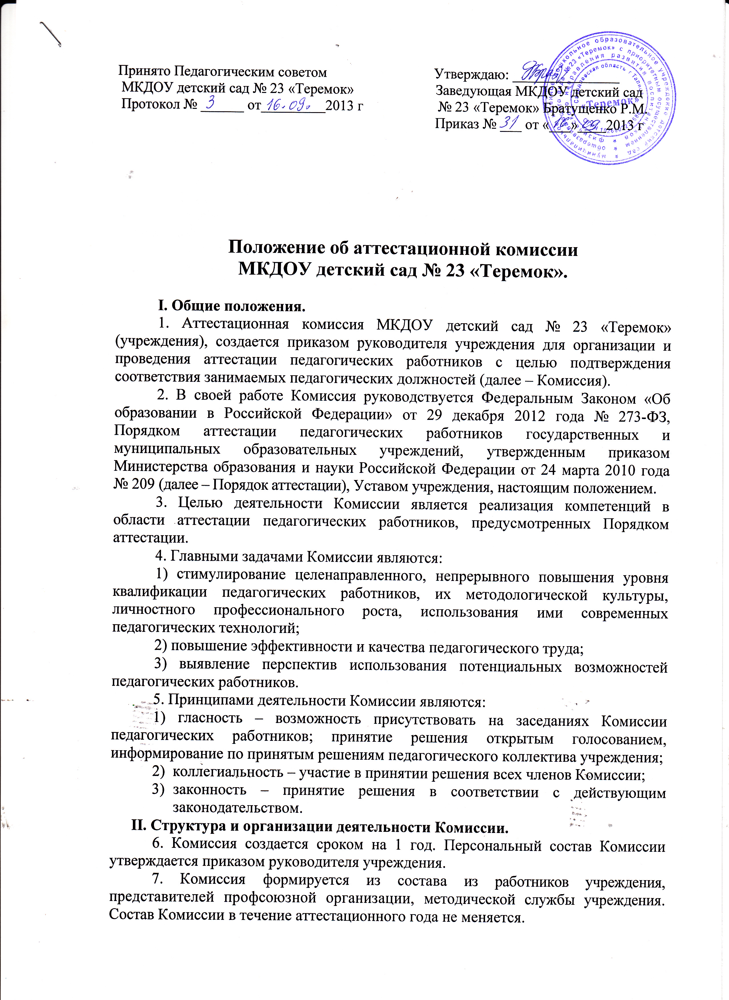 Принято Педагогическим советом
МКДОУ детский сад № 23 «Теремок»
Протокол № 3 от 16.09. 2013 г
Утверждаю:
Заведующая МКДОУ детский сад
№ 23 «Теремок» Братущенко Р.М.
Приказ № 31 от «16» 09 2013 г
«Теремок»
Положение об аттестационной комиссии
МКДОУ детский сад № 23 «Теремок».
I. Общие положения.
1. Аттестационная комиссия МКДОУ детский сад № 23 «Теремок»
(учреждения), создается приказом руководителя учреждения для организации и
проведения аттестации педагогических работников с целью подтверждения
соответствия занимаемых педагогических должностей (далее – Комиссия).
2. В своей работе Комиссия руководствуется Федеральным Законом «Об
образовании в Российской Федерации» от 29 декабря 2012 года № 273-ФЗ,
Порядком аттестации педагогических работников государственных и
муниципальных образовательных учреждений, утвержденным приказом
Министерства образования и науки Российской Федерации от 24 марта 2010 года
№ 209 (далее – Порядок аттестации), Уставом учреждения, настоящим положением.
3. Целью деятельности Комиссии является реализация компетенций в
области аттестации педагогических работников, предусмотренных Порядком
аттестации.
4. Главными задачами Комиссии являются:
1) стимулирование целенаправленного, непрерывного повышения уровня
квалификации педагогических работников, их методологической культуры,
личностного профессионального роста, использования ими современных
педагогических технологий;
2) повышение эффективности и качества педагогического труда;
3) выявление перспектив использования потенциальных возможностей
педагогических работников.
5. Принципами деятельности Комиссии являются:
1) гласность – возможность присутствовать на заседаниях Комиссии
педагогических работников; принятие решения открытым голосованием,
информирование по принятым решениям педагогического коллектива учреждения;
2) коллегиальность – участие в принятии решения всех членов Комиссии;
3) законность – принятие решения в соответствии с действующим
законодательством.
II. Структура и организации деятельности Комиссии.
6. Комиссия создается сроком на 1 год. Персональный состав Комиссии
утверждается приказом руководителя учреждения.
7. Комиссия формируется из состава из работников учреждения,
представителей профсоюзной организации, методической службы учреждения.
Состав Комиссии в течение аттестационного года не меняется.